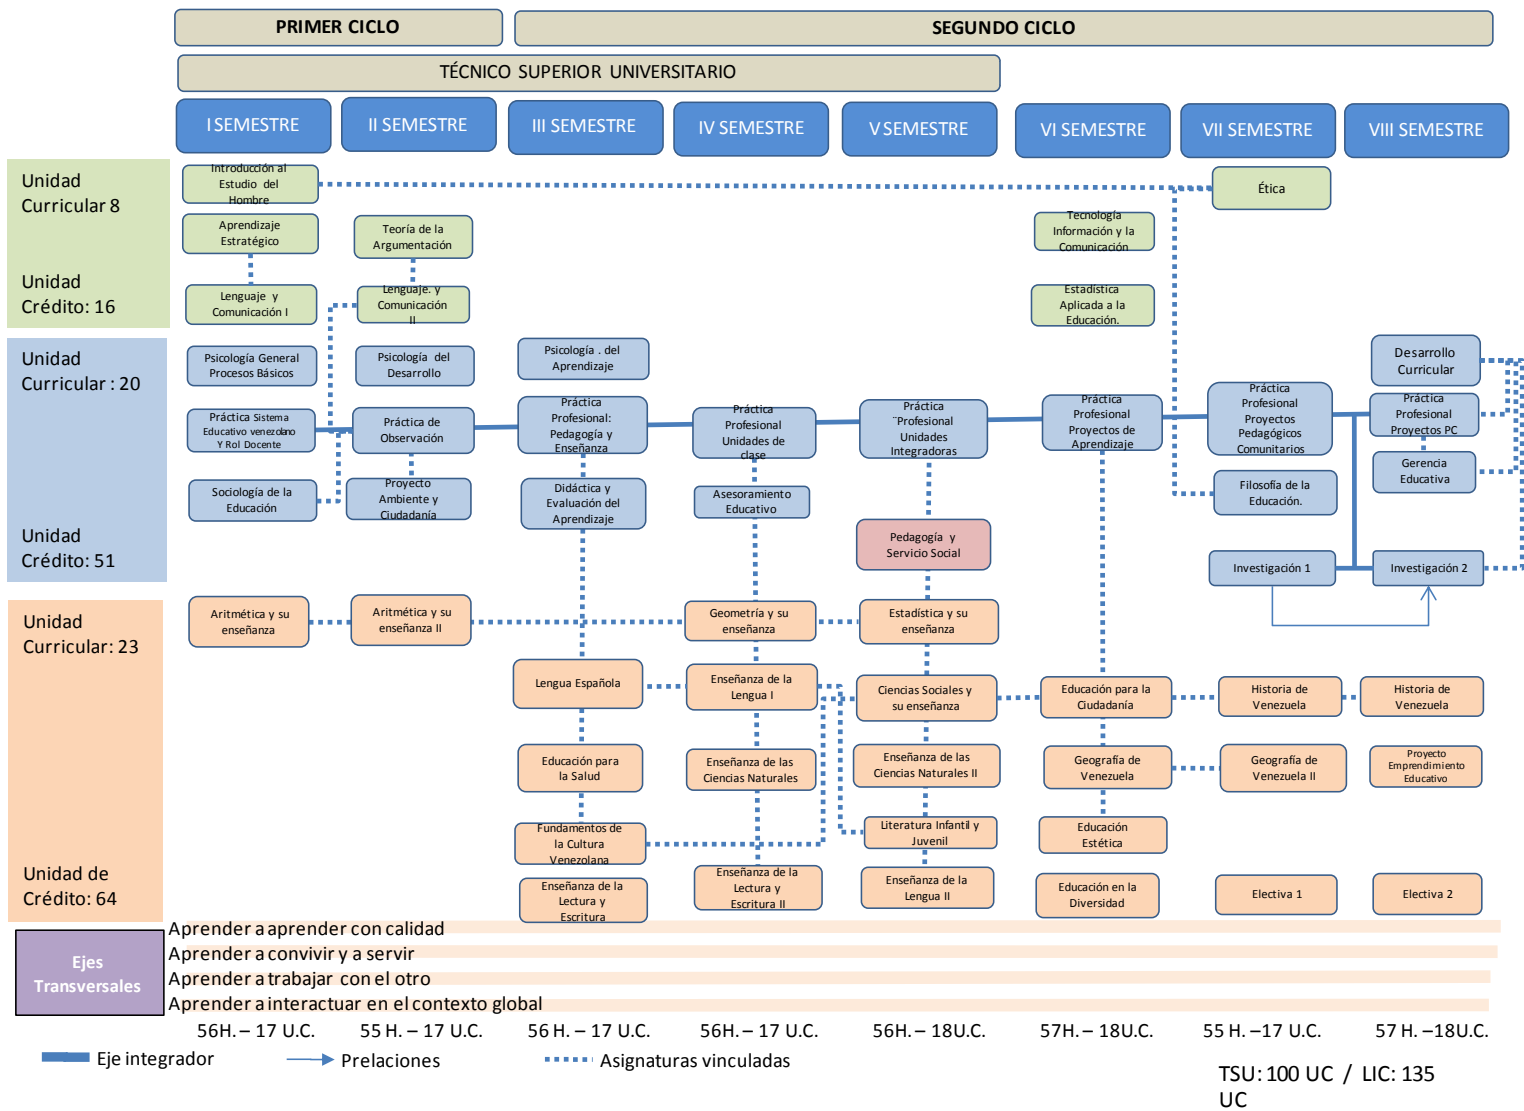 PRIMER CICLO
SEGUNDO CICLO
TÉCNICO SUPERIOR UNIVERSITARIO
I SEMESTRE
II SEMESTRE
III SEMESTRE
IV SEMESTRE
V SEMESTRE
VI SEMESTRE
VII SEMESTRE
VIII SEMESTRE
Unidad
Curricular 8
Unidad
Crédito: 16
Introducción al
Estudio del
Hombre
Ética
Aprendizaje
Estratégico
Teoría de la
Argumentación
Tecnología
Información y la
Comunicación
Lenguaje y
Comunicación I
Lenguaje. y
Comunicación
II
Estadística
Aplicada a la
Educación.
Unidad
Curricular : 20
Unidad
Crédito: 51
Psicología General
Procesos Básicos
Psicología del
Desarrollo
Psicología . del
Aprendizaje
Desarrollo
Curricular
Práctica Sistema
Educativo venezolano
Y Rol Docente
Práctica de
Observación
Práctica
Profesional:
Pedagogía y
Enseñanza
Práctica
Profesional
Unidades de
clase
Práctica
¨Profesional
Unidades
Integradoras
Práctica
Profesional
Proyectos de
Aprendizaje
Práctica
Profesional
Proyectos
Pedagógicos
Comunitarios
Práctica
Profesional
Proyectos PC
Sociología de la
Educación
Proyecto
Ambiente y
Ciudadanía
Didáctica y
Evaluación del
Aprendizaje
Asesoramiento
Educativo
Filosofía de la
Educación.
Gerencia
Educativa
Pedagogía y
Servicio Social
Investigación 1
Investigación 2
Unidad
Curricular: 23
Unidad de
Crédito: 64
Aritmética y su
enseñanza
Aritmética y su
enseñanza II
Geometría y su
enseñanza
Estadística y su
enseñanza
Lengua Española
Enseñanza de la
Lengua I
Ciencias Sociales y
su enseñanza
Educación para la
Ciudadanía
Historia de
Venezuela
Historia de
Venezuela
Educación para
la Salud
Enseñanza de las
Ciencias Naturales
Enseñanza de las
Ciencias Naturales II
Geografía de
Venezuela
Geografía de
Venezuela II
Proyecto
Emprendimiento
Educativo
Fundamentos de
la Cultura
Venezolana
Literatura Infantil y
Juvenil
Educación
Estética
Enseñanza de la
Lectura y
Escritura
Enseñanza de la
Lectura y
Escritura II
Enseñanza de la
Lengua II
Educación en la
Diversidad
Electiva 1
Electiva 2
Ejes
Transversales
Aprender a aprender con calidad
Aprender a convivir y a servir
Aprender a trabajar con el otro
Aprender a interactuar en el contexto global
56H. – 17 U.C.
55 H. – 17 U.C.
56 H. – 17 U.C.
56H. – 17 U.C.
56H. – 18U.C.
57H. – 18U.C.
55 H. –17 U.C.
57 H. –18U.C.
Eje integrador
Prelaciones
Asignaturas vinculadas
TSU: 100 UC / LIC: 135
UC